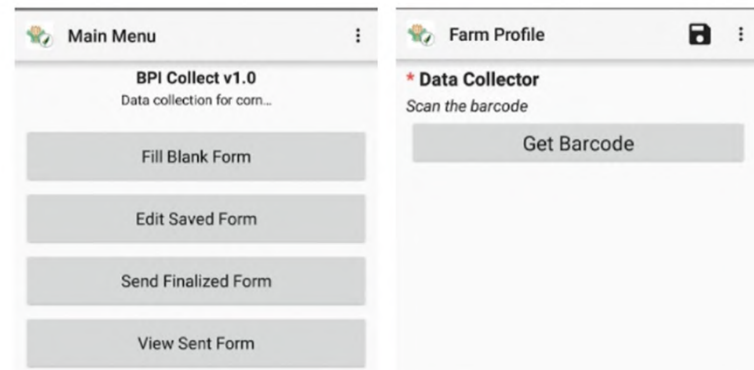 Main Menu
BPI Collect v1.0
Data collection for corn...
Fill Blank Form
Edit Saved Form
Send Finalized Form
View Sent Form
Farm Profile
* Data Collector
Scan the barcode
Get Barcode